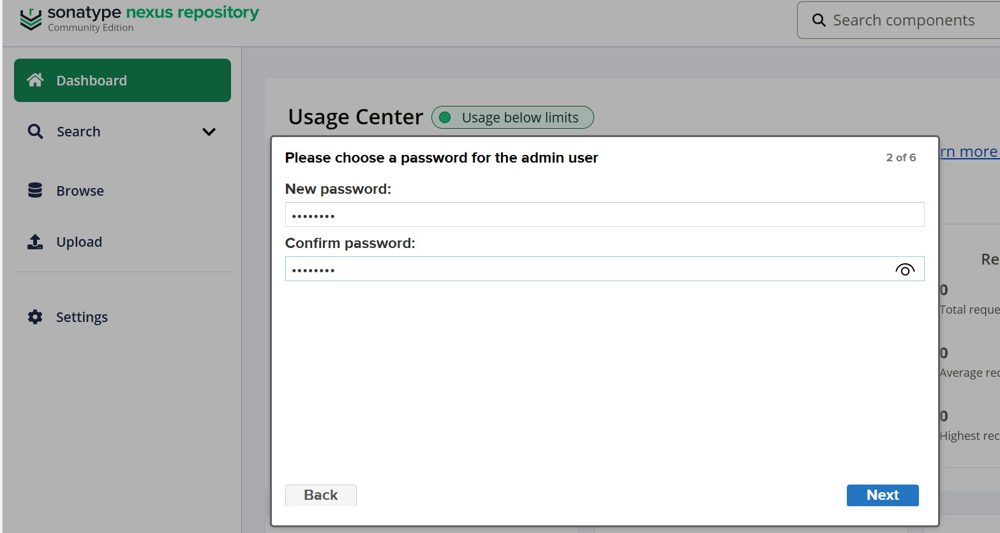 sonatype nexus repository
Community Edition
Search components
Dashboard
Search
Browse
Upload
Settings
Usage Center
Usage below limits
rn more
Please choose a password for the admin user
2 of 6
New password:
••••••••
Confirm password:
••••••••
Back
Next
Re
0
Total reque
0
Average rec
0
Highest rec